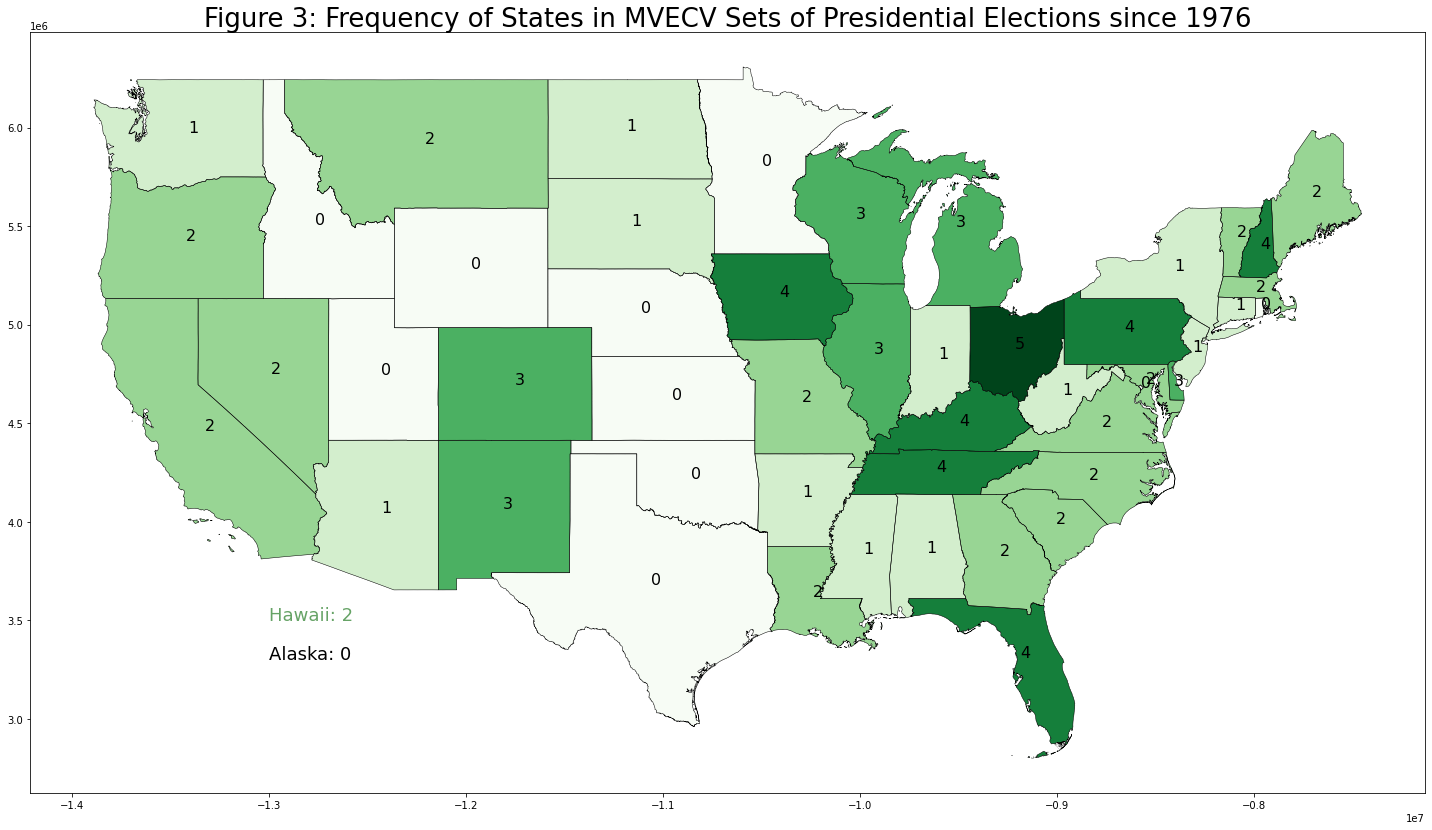 Figure 3: Frequency of States in MVECV Sets of Presidential Elections since 1976
1e6
6.0
5.5
5.0
4.5
4.0
3.5
3.0
1 2 1 0
2 0 1 3 3 2
0 0 4 1 2 4
2 1 0
2 0 3 0 2 3 1 5 4 1
2 0 2 3
1 4 2
1 3 0 1 4 2
0 1 1 2 2
2
4
Hawaii: 2
Alaska: 0
−1.4 −1.3 −1.2 −1.1 −1.0 −0.9 −0.8
1e7